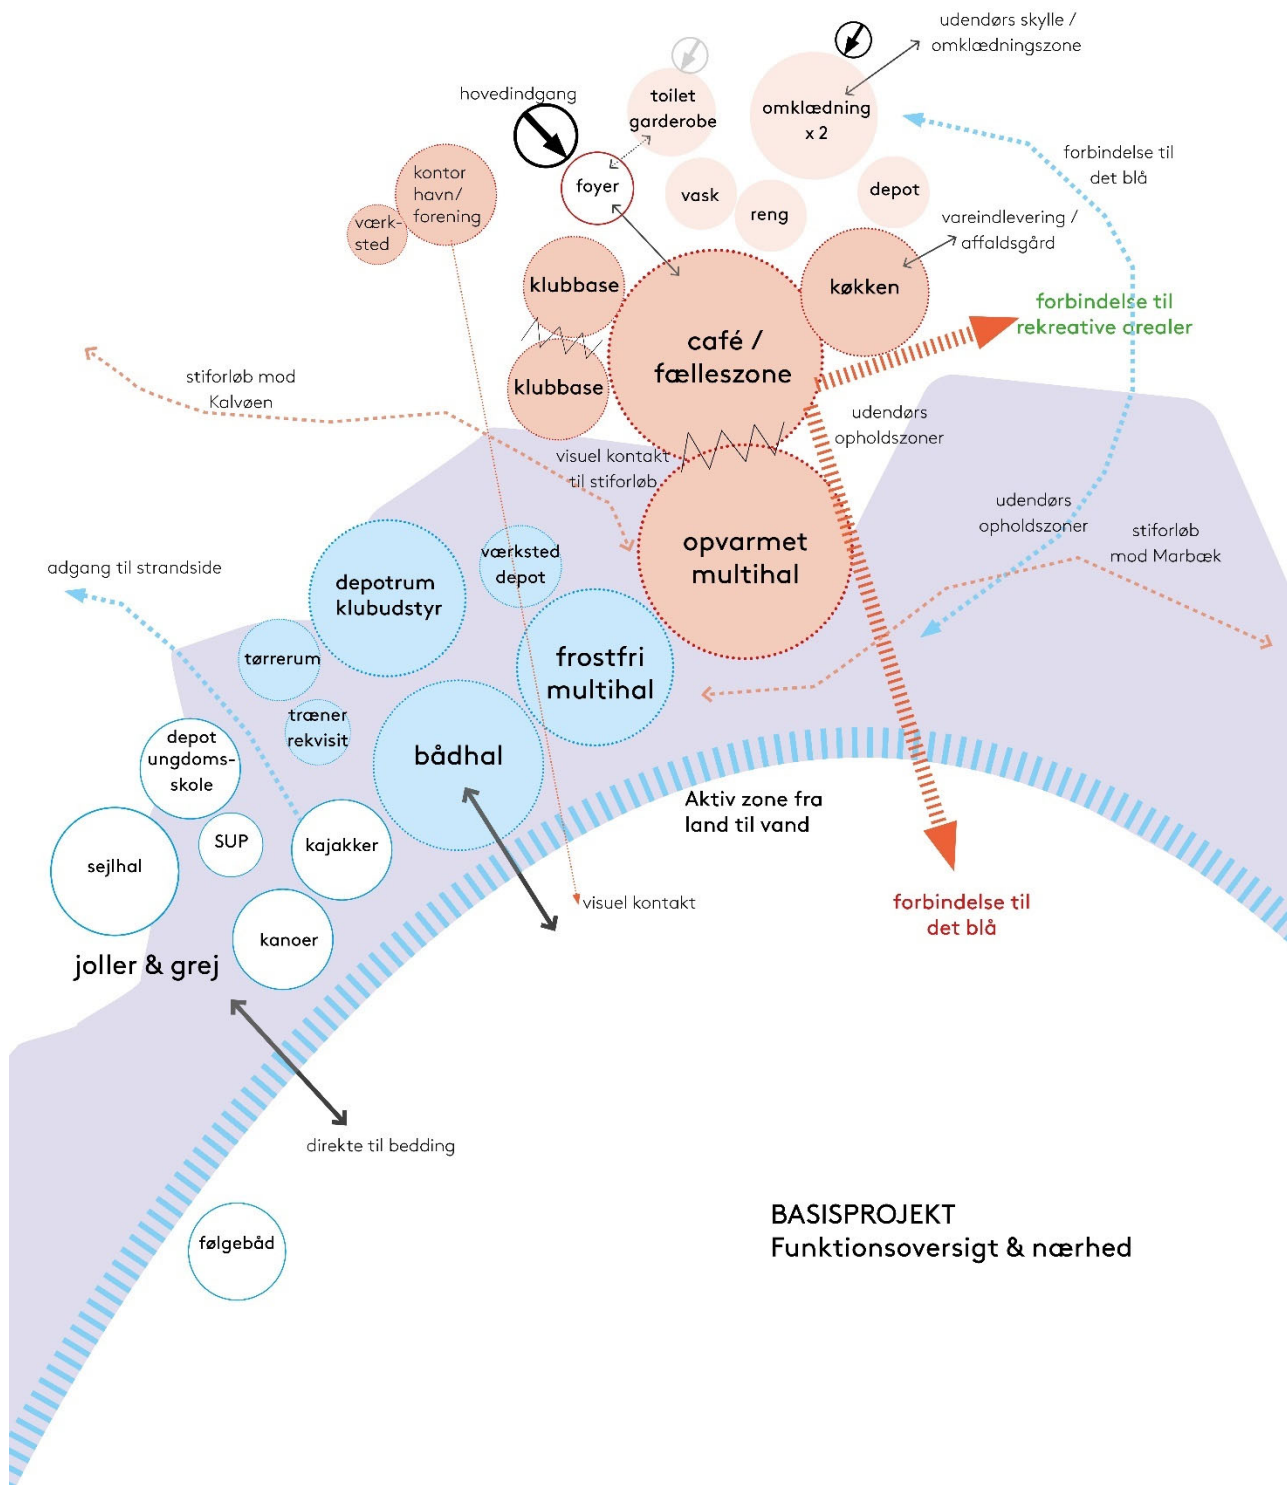 udendørs skylle /
omklædningszone
hovedindgang
toilet
garderobe
omklædning
x 2
forbindelse til
det blå
kontor
havn/
forening
værk-
sted
foyer
vask
reng
depot
vareindlevering /
affaldsgård
klubbase
køkken
forbindelse til
rekreative arealer
café /
fælleszone
klubbase
stiforløb mod
Kalvøen
udendørs
opholdszoner
visuel kontakt
til stiforløb
udendørs
opholdszoner
stiforløb
mod Marbæk
værksted
depot
opvarmet
multihal
adgang til strandside
depotrum
klubudstyr
tørrerum
frostfri
multihal
træner
rekvisit
depot
ungdoms-
skole
bådhal
Aktiv zone fra
land til vand
SUP
kajakker
sejlhal
visuel kontakt
forbindelse til
det blå
kanoer
joller & grej
direkte til bedding
følgebåd
BASISPROJEKT
Funktionsoversigt & nærhed